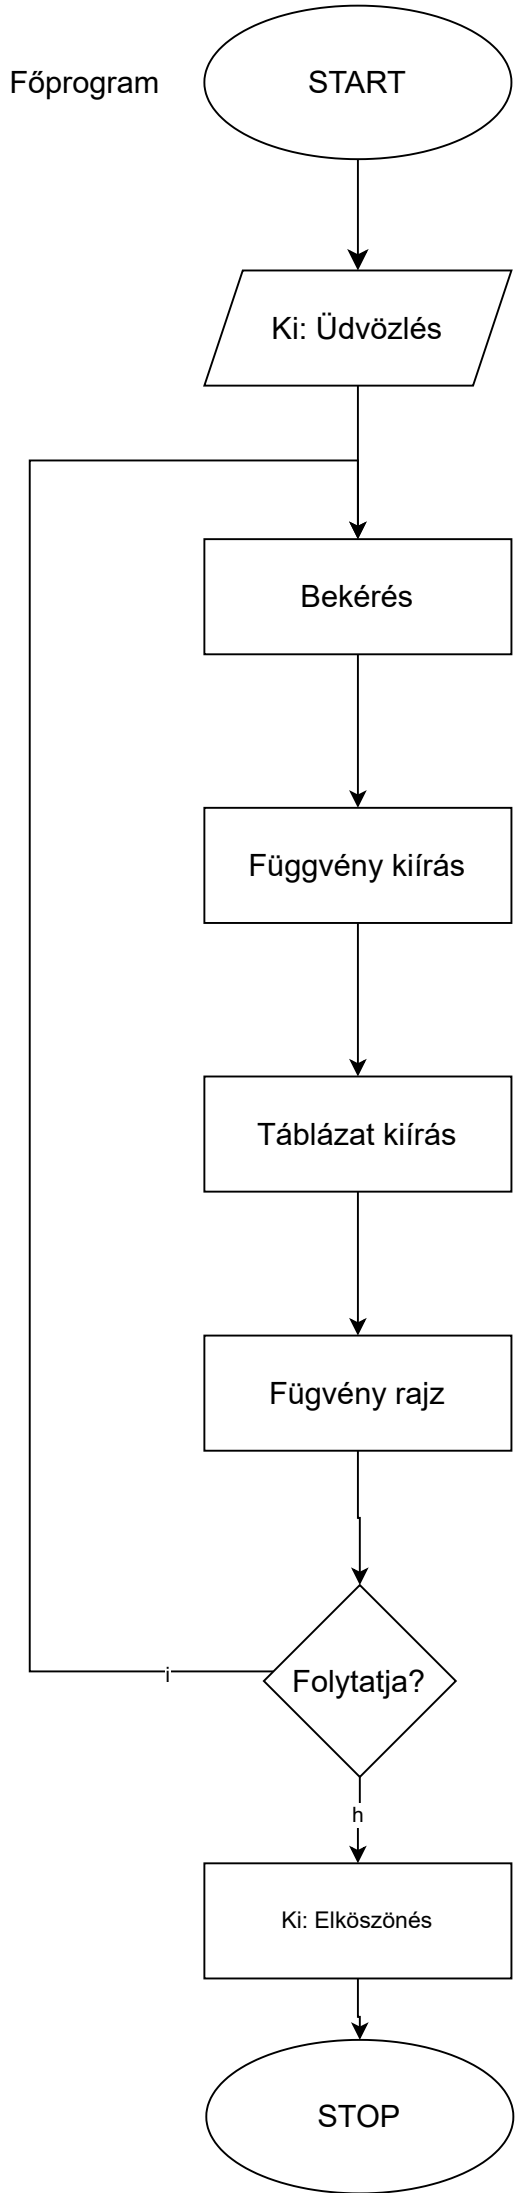 Főprogram
START
Ki: Üdvözlés
Bekérés
Függvény kiírás
Táblázat kiírás
Fügvény rajz
Folytatja?
i
h
Ki: Elköszönés
STOP